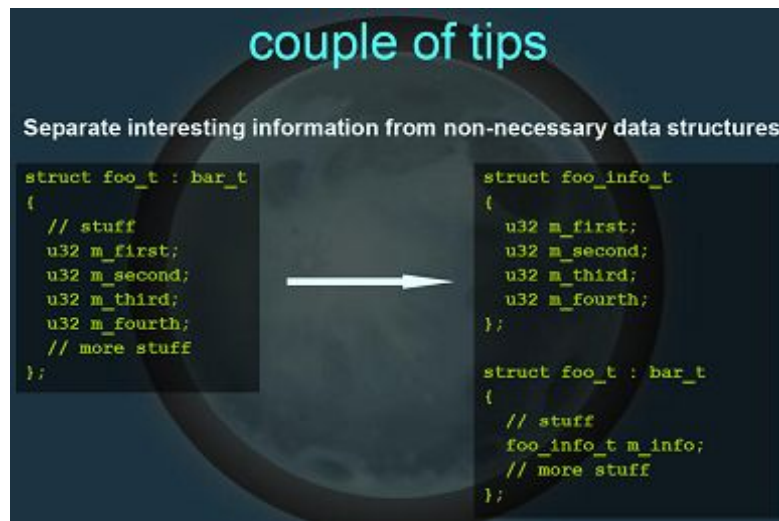 couple of tips
Separate interesting information from non-necessary data structures
struct foo_t : bar_t
{
// stuff
u32 m_first;
u32 m_second;
u32 m_third;
u32 m_fourth;
// more stuff
};
struct foo_info_t
{
u32 m_first;
u32 m_second;
u32 m_third;
u32 m_fourth;
};
struct foo_t : bar_t
{
// stuff
foo_info_t m_info;
// more stuff
};